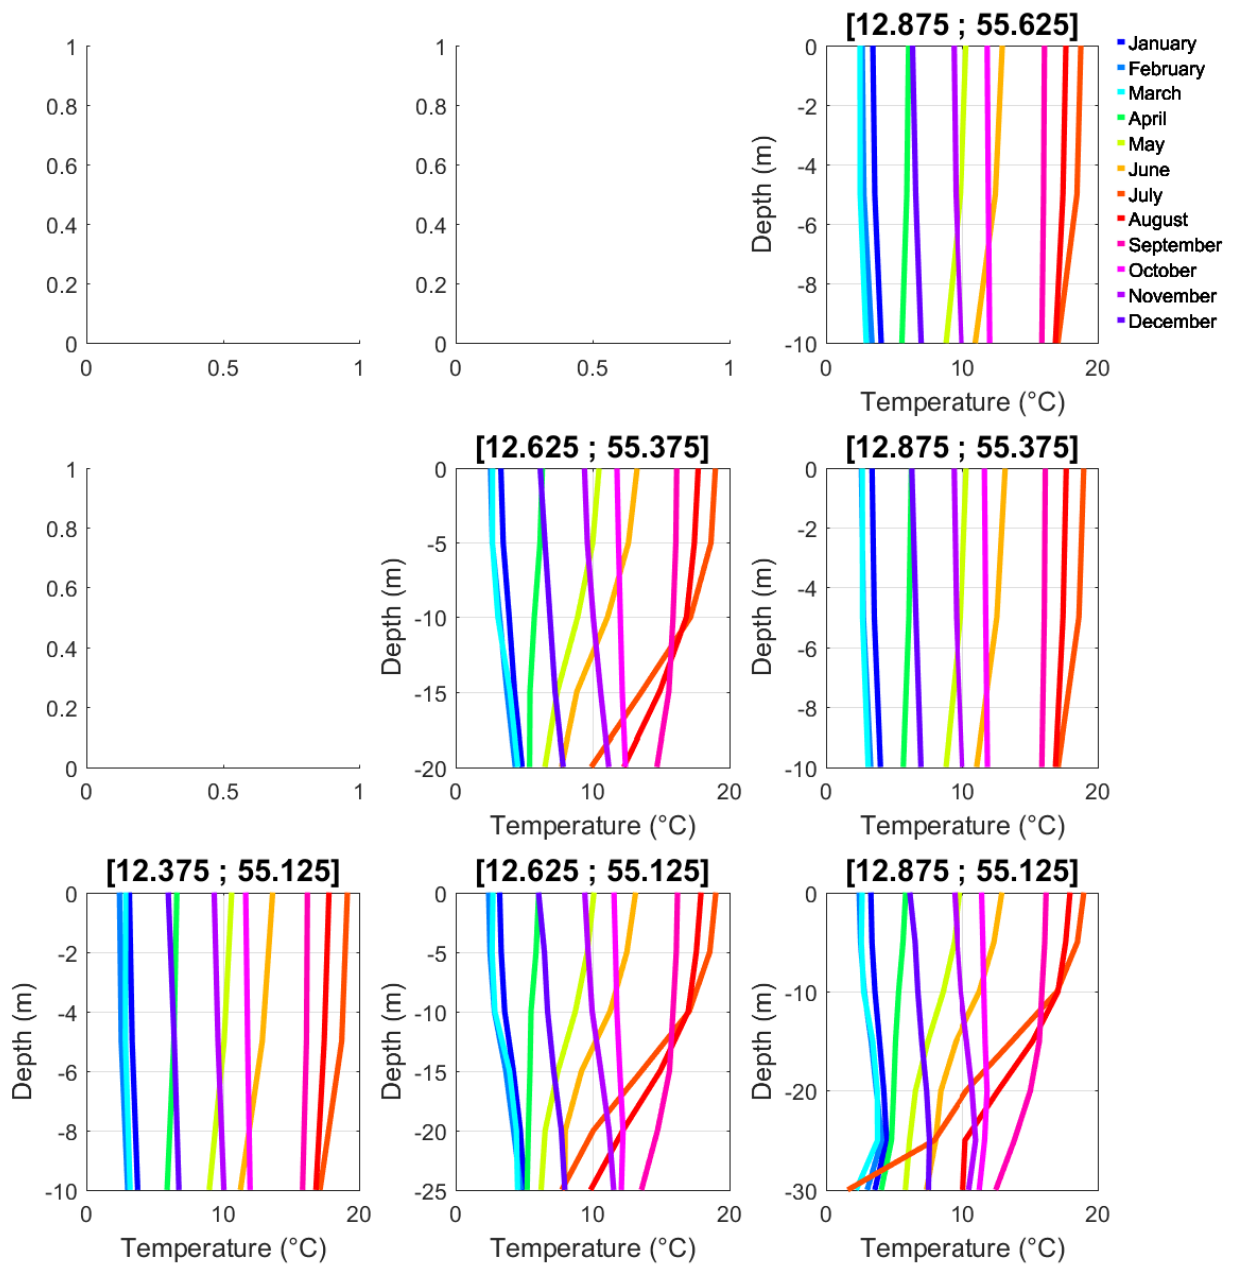 [12.875 ; 55.625]
1
0.8
0.6
0.4
0.2
0
0 0.5 1
1
0.8
0.6
0.4
0.2
0
0 0.5 1
0
-2
-4
-6
-8
-10
0 10 20
Depth (m)
Temperature (°C)
January
February
March
April
May
June
July
August
September
October
November
December
1
0.8
0.6
0.4
0.2
0
0 0.5 1
[12.625 ; 55.375]
0
-5
-10
-15
-20
0 10 20
Depth (m)
Temperature (°C)
[12.875 ; 55.375]
0
-2
-4
-6
-8
-10
0 10 20
Depth (m)
Temperature (°C)
[12.375 ; 55.125]
0
-2
-4
-6
-8
-10
0 10 20
Depth (m)
Temperature (°C)
[12.625 ; 55.125]
0
-5
-10
-15
-20
-25
0 10 20
Depth (m)
Temperature (°C)
[12.875 ; 55.125]
0
-10
-20
-30
0 10 20
Depth (m)
Temperature (°C)